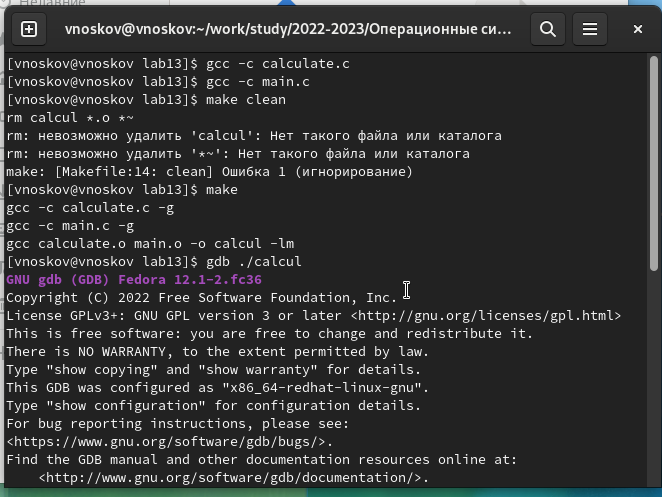 vnoskov@vnoskov:~/work/study/2022-2023/Операционные си...
[vnoskov@vnoskov lab13]$ gcc -c calculate.c
[vnoskov@vnoskov lab13]$ gcc -c main.c
[vnoskov@vnoskov lab13]$ make clean
rm calcul *.o *~
rm: невозможно удалить 'calcul': Нет такого файла или каталога
rm: невозможно удалить '*~': Нет такого файла или каталога
make: [Makefile:14: clean] Ошибка 1 (игнорирование)
[vnoskov@vnoskov lab13]$ make
gcc -c calculate.c -g
gcc -c main.c -g
gcc calculate.o main.o -o calcul -lm
[vnoskov@vnoskov lab13]$ gdb ./calcul
GNU gdb (GDB) Fedora 12.1-2.fc36
Copyright (C) 2022 Free Software Foundation, Inc.
License GPLv3+: GNU GPL version 3 or later <http://gnu.org/licenses/gpl.html>
This is free software: you are free to change and redistribute it.
There is NO WARRANTY, to the extent permitted by law.
Type "show copying" and "show warranty" for details.
This GDB was configured as "x86_64-redhat-linux-gnu".
Type "show configuration" for configuration details.
For bug reporting instructions, please see:
<https://www.gnu.org/software/gdb/bugs/>.
Find the GDB manual and other documentation resources online at:
    <http://www.gnu.org/software/gdb/documentation/>.